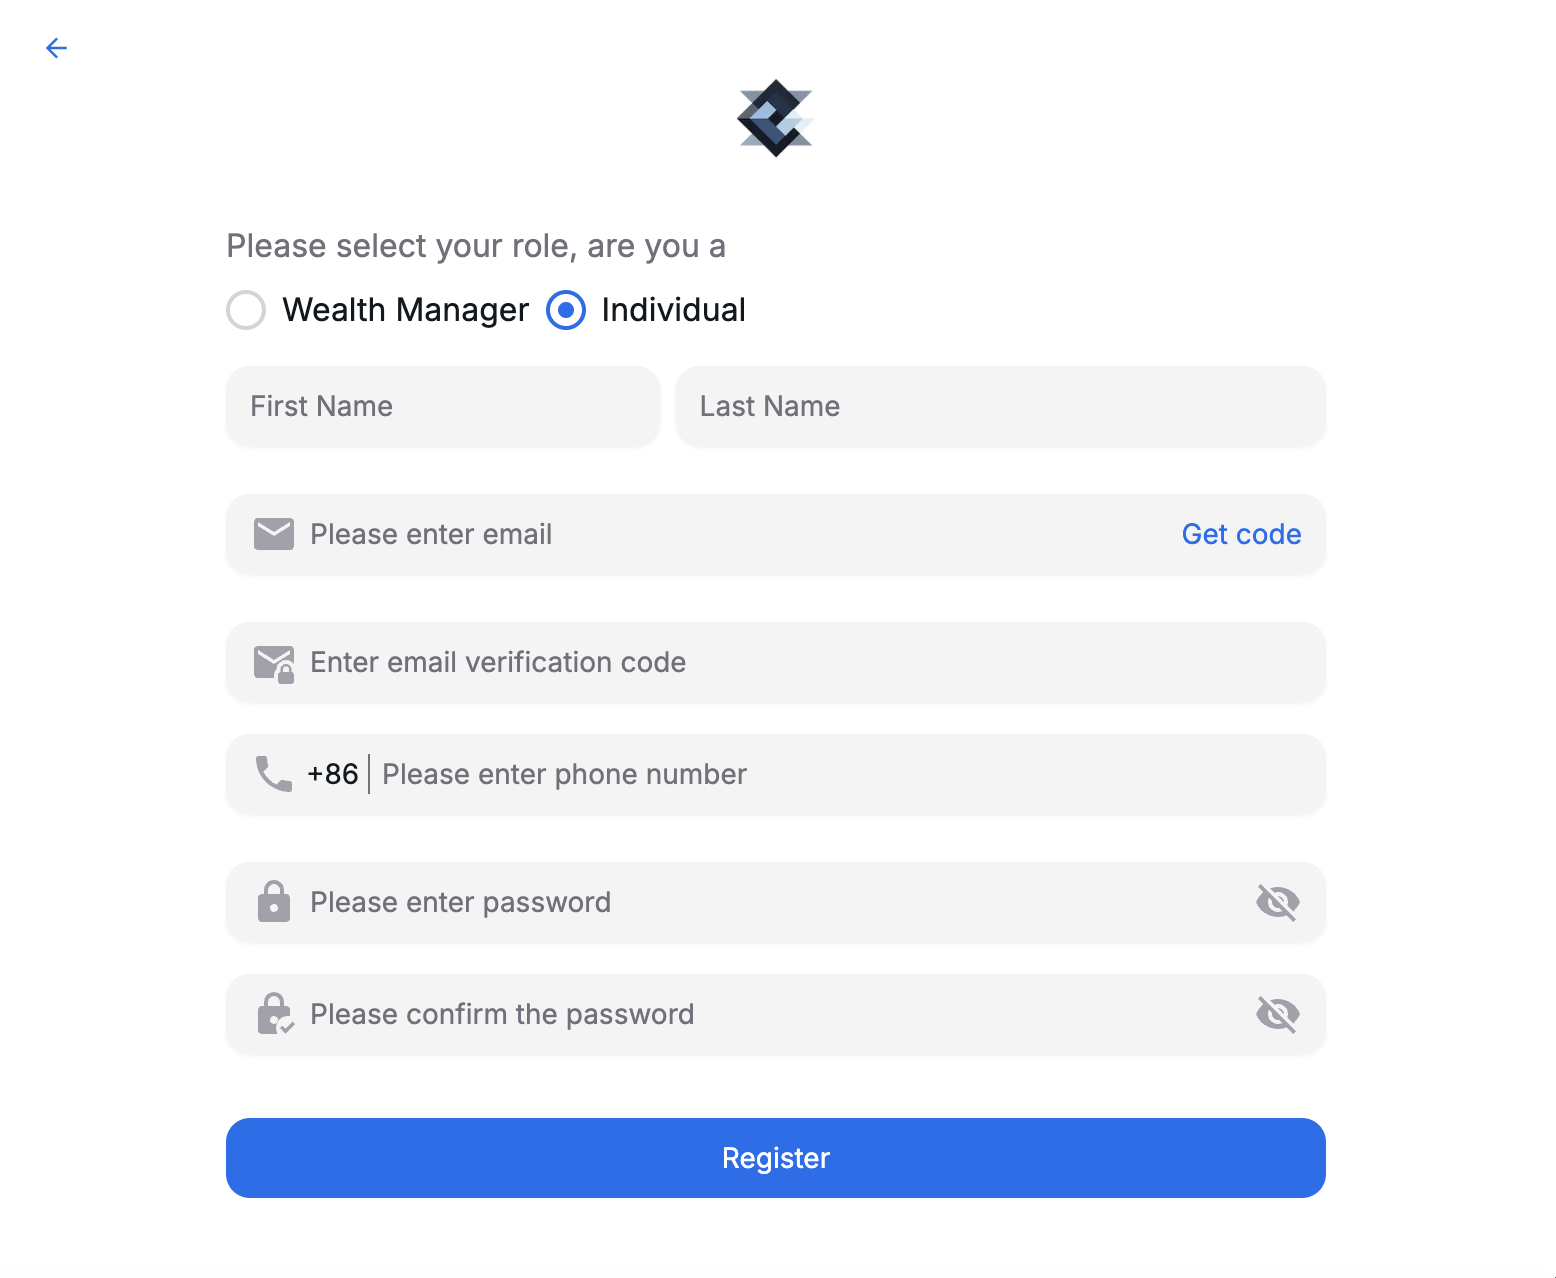 Please select your role, are you a
Wealth Manager Individual
First Name Last Name
Please enter email Get code
Enter email verification code
+86 Please enter phone number
Please enter password
Please confirm the password
Register